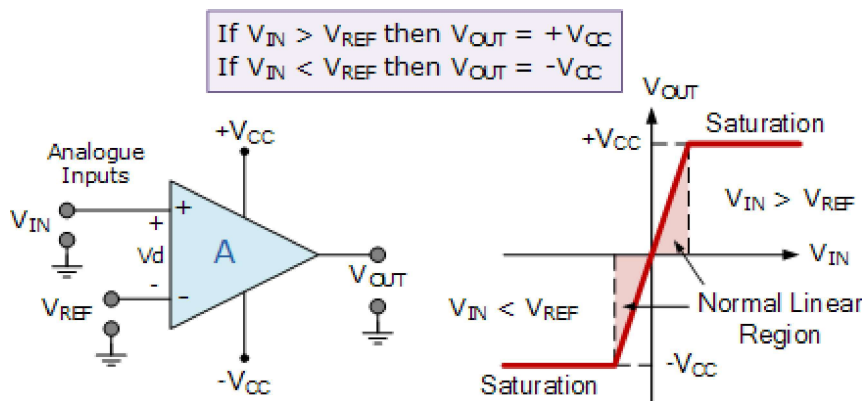 If VIN > VREF then VOUT = +VCC
If VIN < VREF then VOUT = -VCC
Analogue
Inputs
+VCC
VIN
+
+
Vd
A
-
-
VREF
VOUT
-VCC
VOUT
+VCC
Saturation
VIN > VREF
VIN
VIN < VREF
Normal Linear
Region
-VCC
Saturation